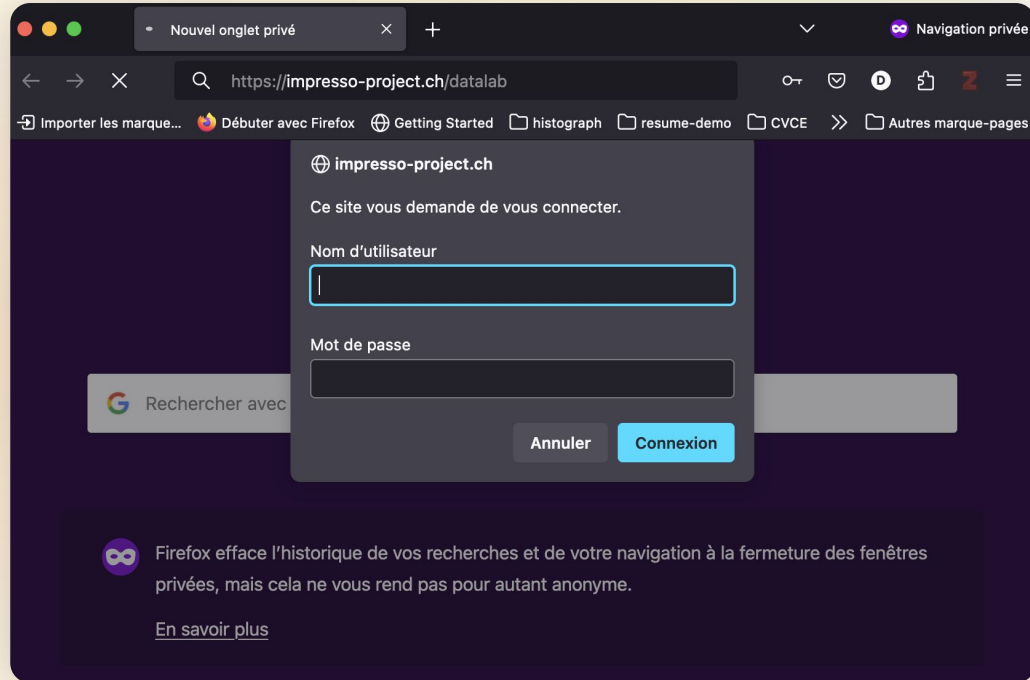 Nouvel onglet privé
Navigation privée
https://impresso-project.ch/datalab
D
Z
Importer les marque...
Débuter avec Firefox
Getting Started
histograph
resume-demo
CVCE
Autres marque-pages
impresso-project.ch
Ce site vous demande de vous connecter.
Nom d’utilisateur
Mot de passe
G
Rechercher avec
Annuler
Connexion
Firefox efface l’historique de vos recherches et de votre navigation à la fermeture des fenêtres
privées, mais cela ne vous rend pas pour autant anonyme.
En savoir plus